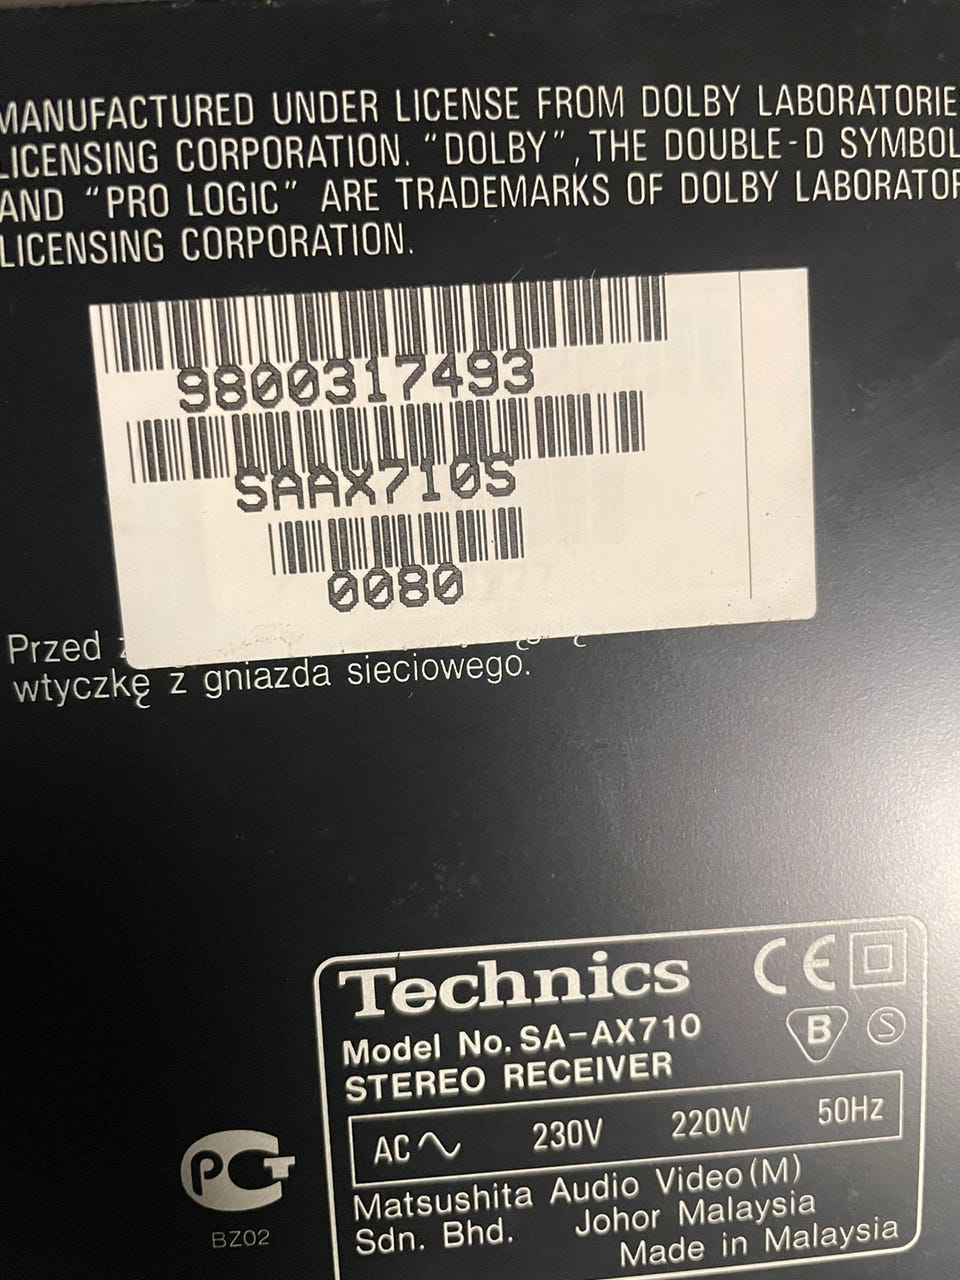 MANUFACTURED UNDER LICENSE FROM DOLBY LABORATORIE
LICENSING CORPORATION. “DOLBY”, THE DOUBLE-D SYMBOL
AND “PRO LOGIC” ARE TRADEMARKS OF DOLBY LABORATOR
LICENSING CORPORATION.
9800317493
SAAX710S
0080
Przed
wtyczkę z gniazda sieciowego.
Technics CE
Model No. SA-AX710 B S
STEREO RECEIVER
AC 230V 220W 50Hz
Matsushita Audio Video (M)
Sdn. Bhd. Johor Malaysia
Made in Malaysia
PCT
BZ02